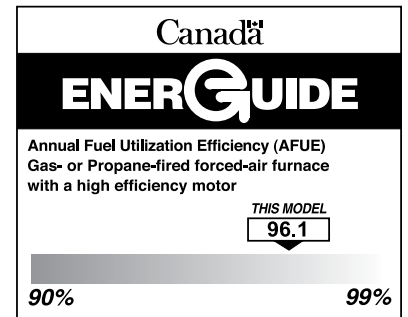 Canada
ENERGUIDE
Annual Fuel Utilization Efficiency (AFUE)
Gas- or Propane-fired forced-air furnace
with a high efficiency motor
THIS MODEL
96.1
90% 99%